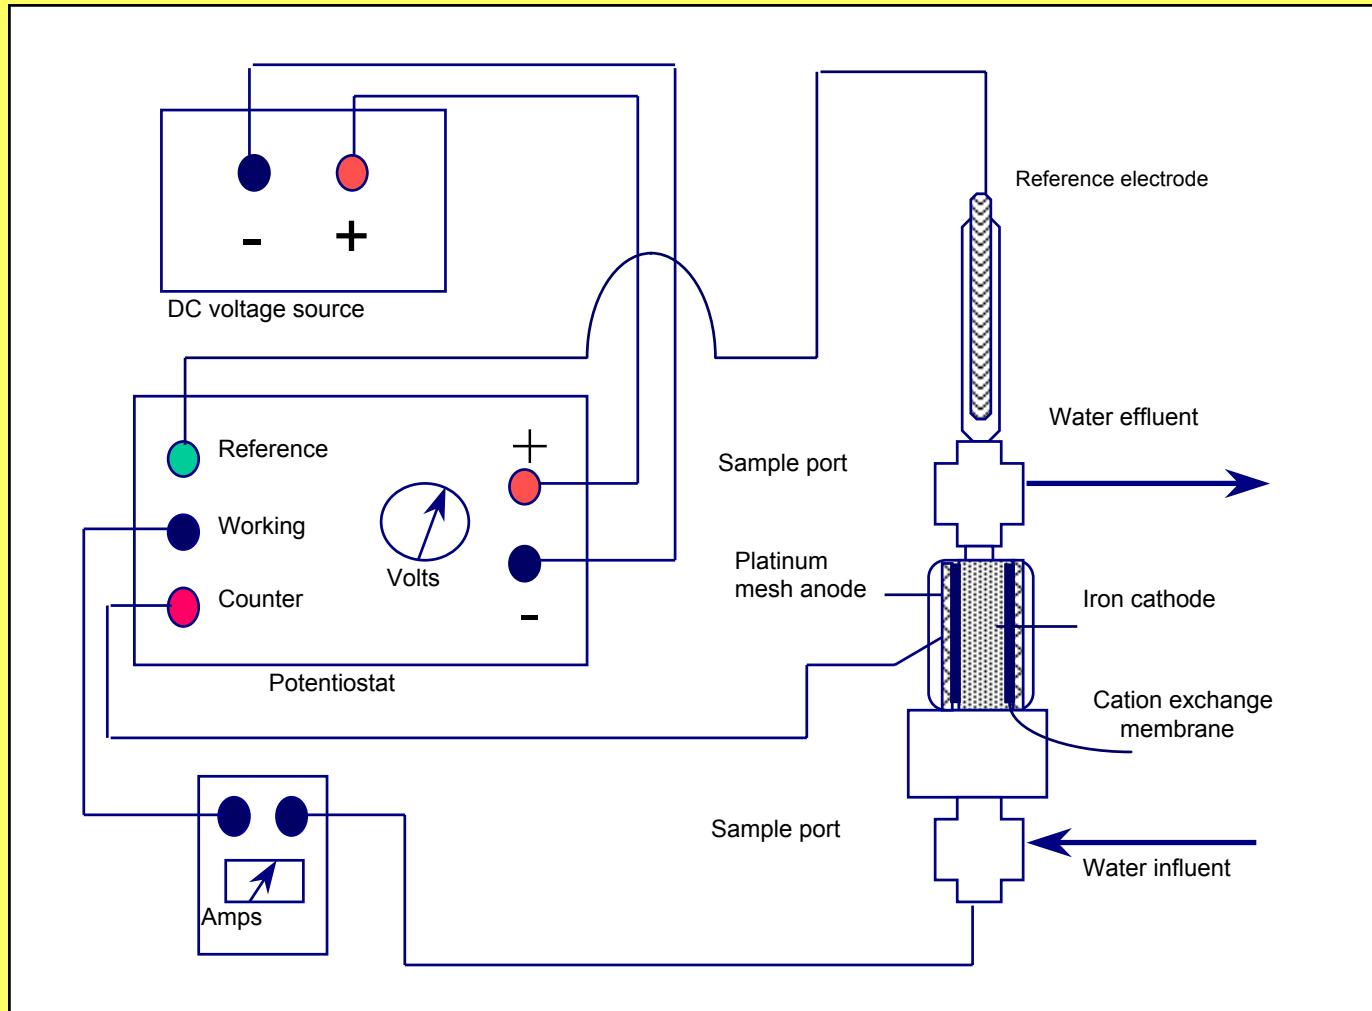 Reference electrode
- +
DC voltage source
Water effluent
Reference
+
Sample port
Working
Platinum
mesh anode
Volts
Counter
-
Iron cathode
Potentiostat
Cation exchange
membrane
Sample port
Water influent
Amps